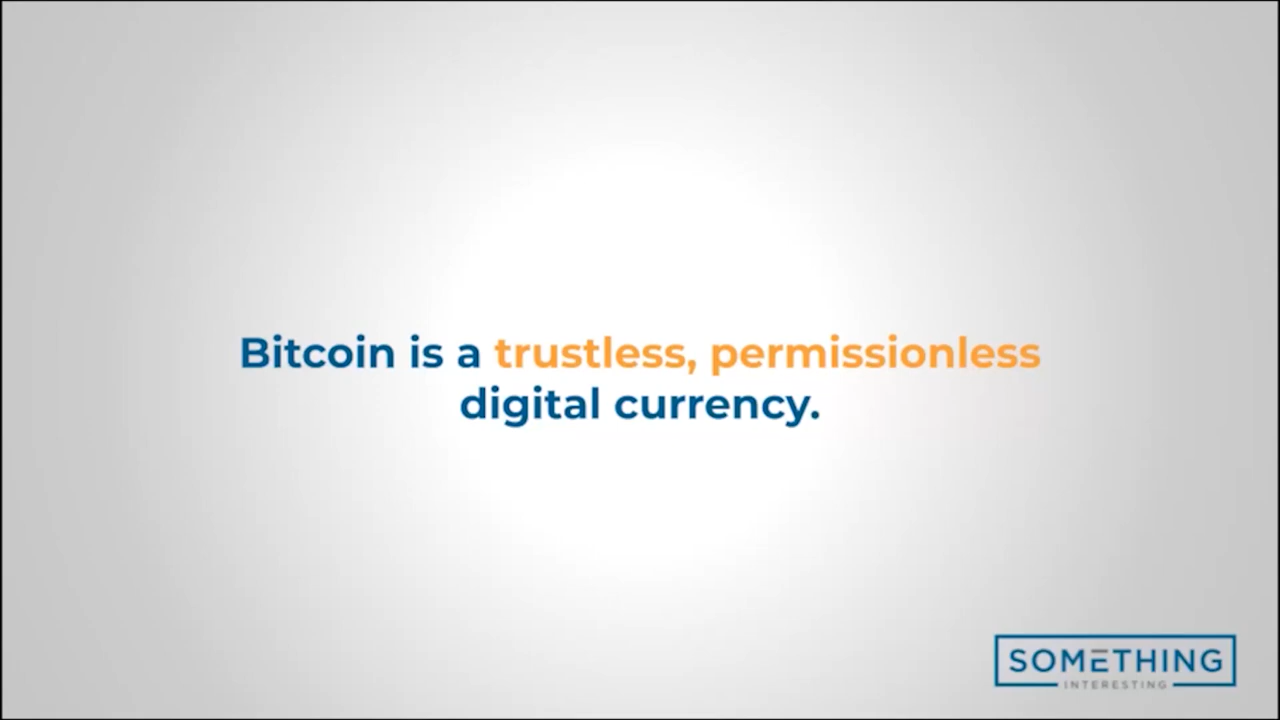 Bitcoin is a trustless, permissionless
digital currency.
SOMETHING
INTERESTING